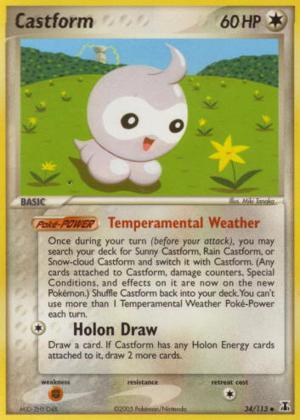 Castform 60 HP
Illus. Miki Tanaka
BASIC
Poké-POWER Temperamental Weather
Once during your turn (before your attack), you may
search your deck for Sunny Castform, Rain Castform, or
Snow-cloud Castform and switch it with Castform. (Any
cards attached to Castform, damage counters, Special
Conditions, and effects on it are now on the new
Pokémon.) Shuffle Castform back into your deck. You can't
use more than 1 Temperamental Weather Poké-Power
each turn.
Holon Draw
Draw a card. If Castform has any Holon Energy cards
attached to it, draw 2 more cards.
weakness resistance retreat cost
©2005 Pokémon/Nintendo 34/113